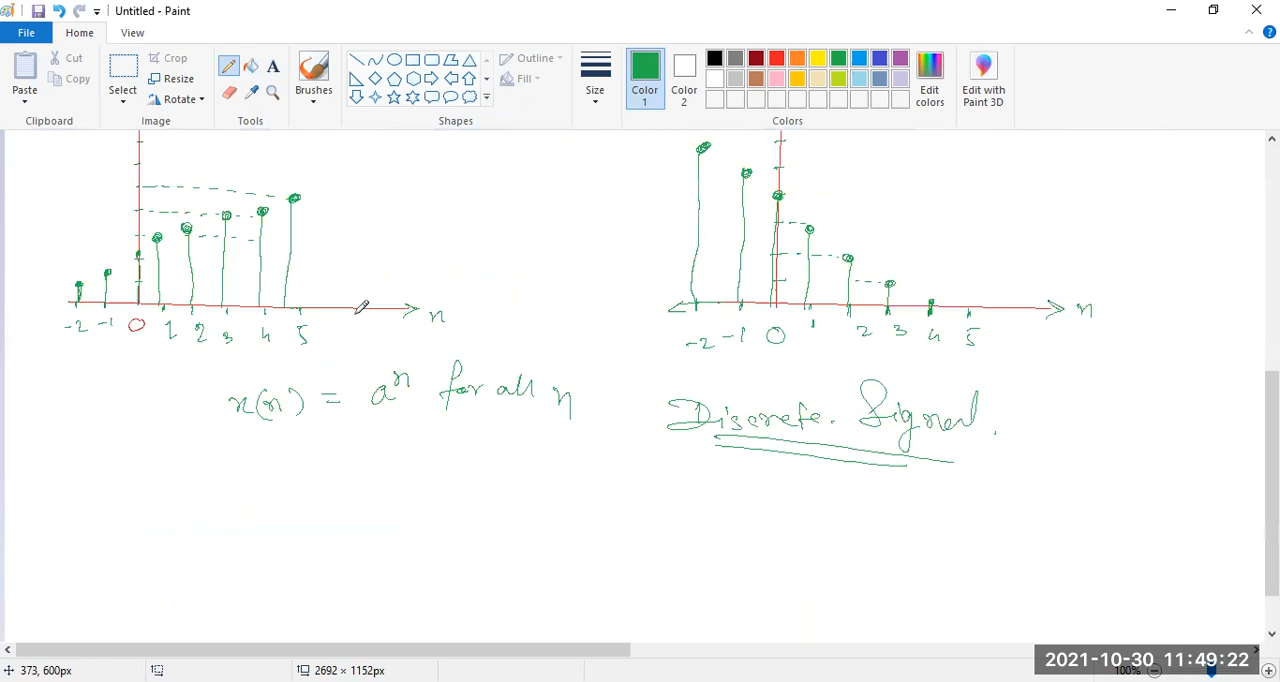 Untitled - Paint
File Home View
Paste
Cut
Copy
Clipboard
Select
Crop
Resize
Rotate
Image
A
Tools
Brushes
Outline
Fill
Shapes
Size
Color 1
Color 2
Edit colors
Colors
Edit with Paint 3D
-2 -1 0 1 2 3 4 5 n
-2 -1 0 1 2 3 4 5 n
x(n) = aⁿ for all n
Discrete. Signal.
373, 600px
2692 × 1152px
100%
2021-10-30 11:49:22